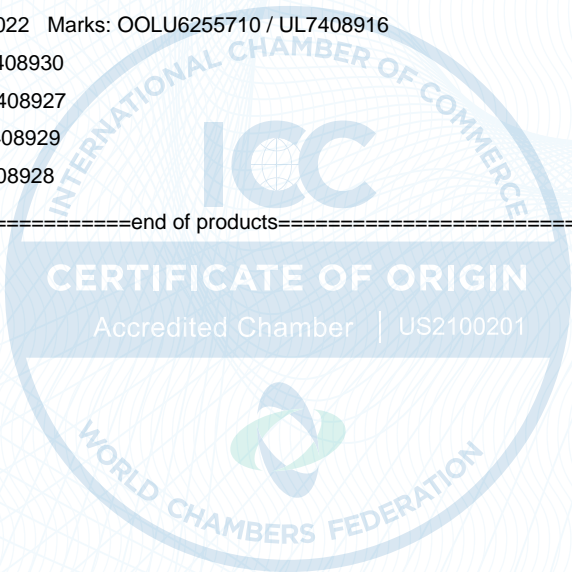 022 Marks: OOLU6255710 / UL7408916
408930
408927
408929
08928
end of products
INTERNATIONAL CHAMBER OF COMMERCE
ICC
CERTIFICATE OF ORIGIN
Accredited Chamber | US2100201
WORLD CHAMBERS FEDERATION